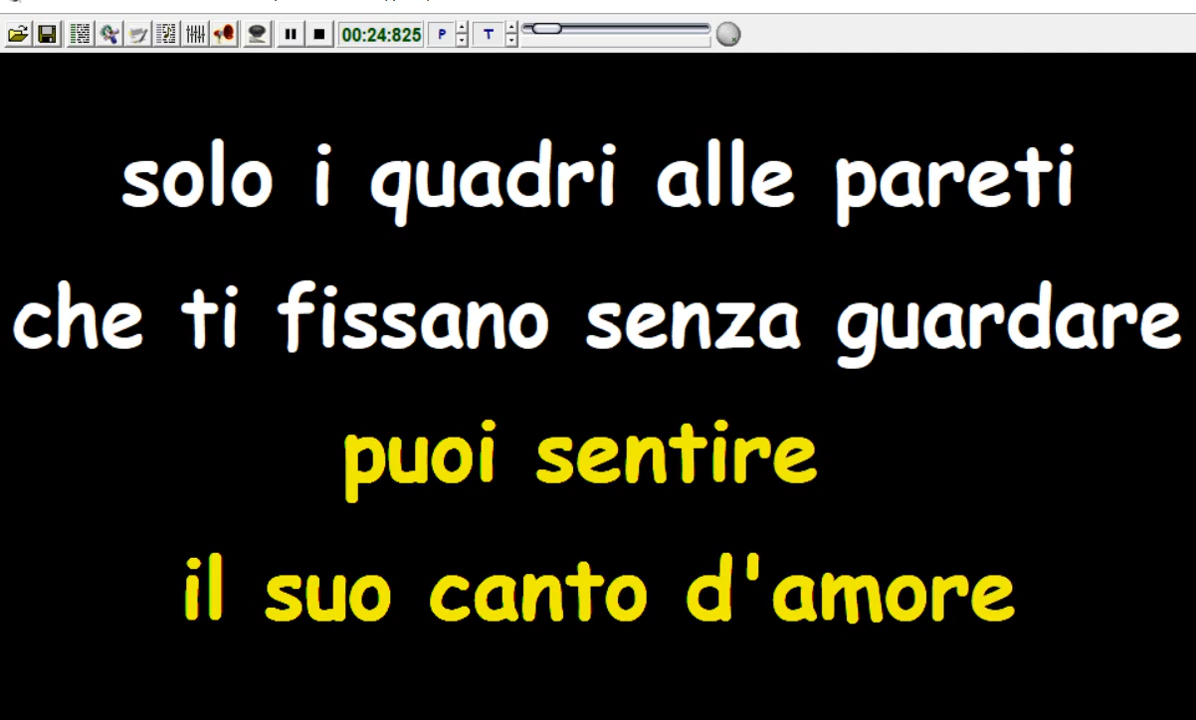 00:24:825 P T
solo i quadri alle pareti
che ti fissano senza guardare
puoi sentire
il suo canto d'amore